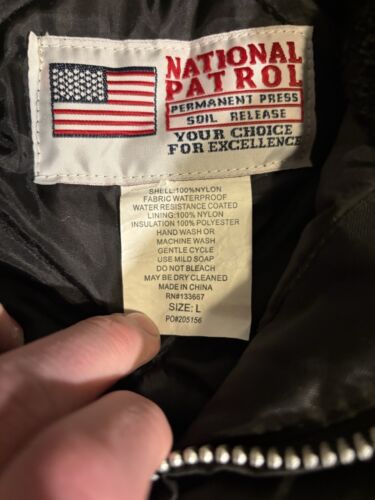 NATIONAL
PATROL
PERMANENT PRESS
SOIL RELEASE
YOUR CHOICE
FOR EXCELLENCE
SHELL:100%NYLON
FABRIC WATERPROOF
WATER RESISTANCE COATED
LINING:100% NYLON
INSULATION 100% POLYESTER
HAND WASH OR
MACHINE WASH
GENTLE CYCLE
USE MILD SOAP
DO NOT BLEACH
MAY BE DRY CLEANED
MADE IN CHINA
RN#133667
SIZE: L
PO#205156